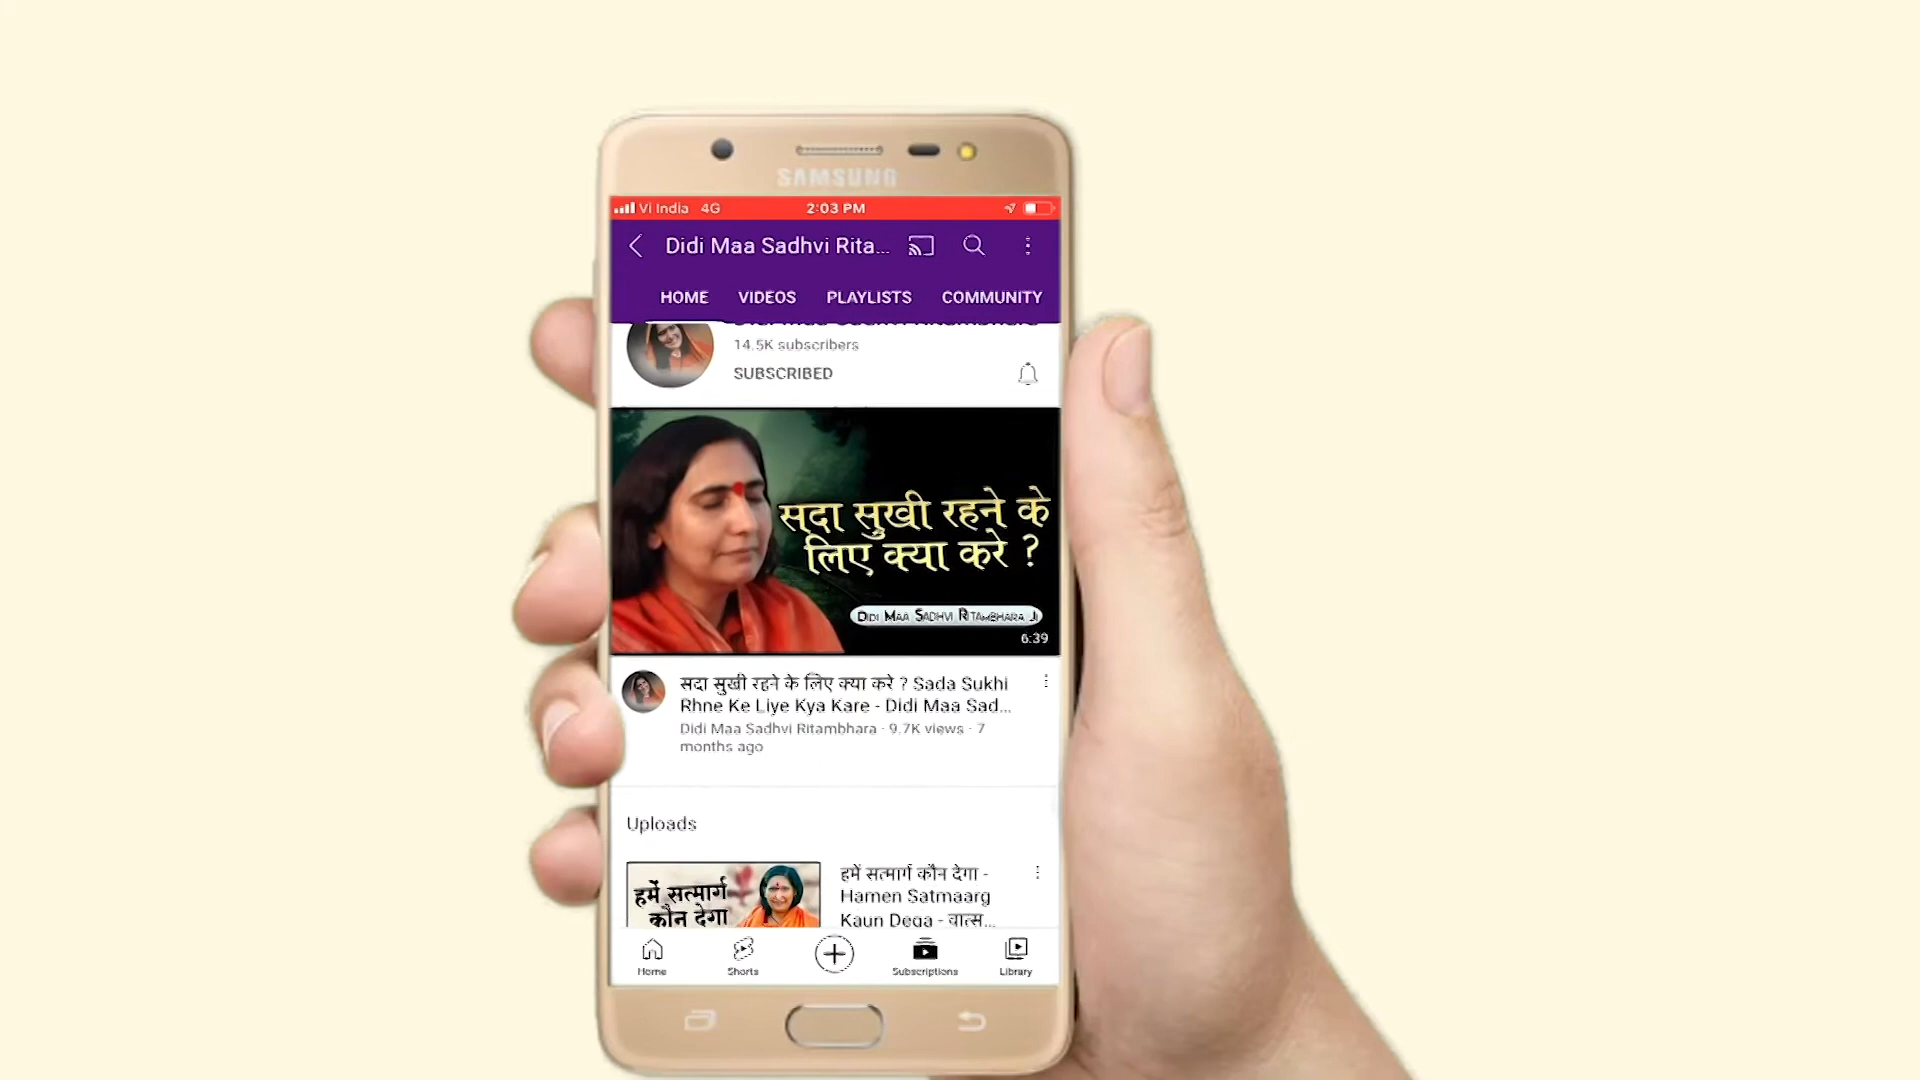 SAMSUNG
Vi India 4G 2:03 PM
Didi Maa Sadhvi Rita...
HOME VIDEOS PLAYLISTS COMMUNITY
14.5K subscribers
SUBSCRIBED
सदा सुखी रहने के
लिए क्या करे ?
DIDI MAA SADHVI RITAMBHARA JI
6:39
सदा सुखी रहने के लिए क्या करे ? Sada Sukhi
Rhne Ke Liye Kya Kare - Didi Maa Sad...
Didi Maa Sadhvi Ritambhara · 9.7K views · 7
months ago
Uploads
हमें सत्मार्ग
कौन देगा
हमें सत्मार्ग कौन देगा -
Hamen Satmaarg
Kaun Dega - वात्स...
Home Shorts Subscriptions Library